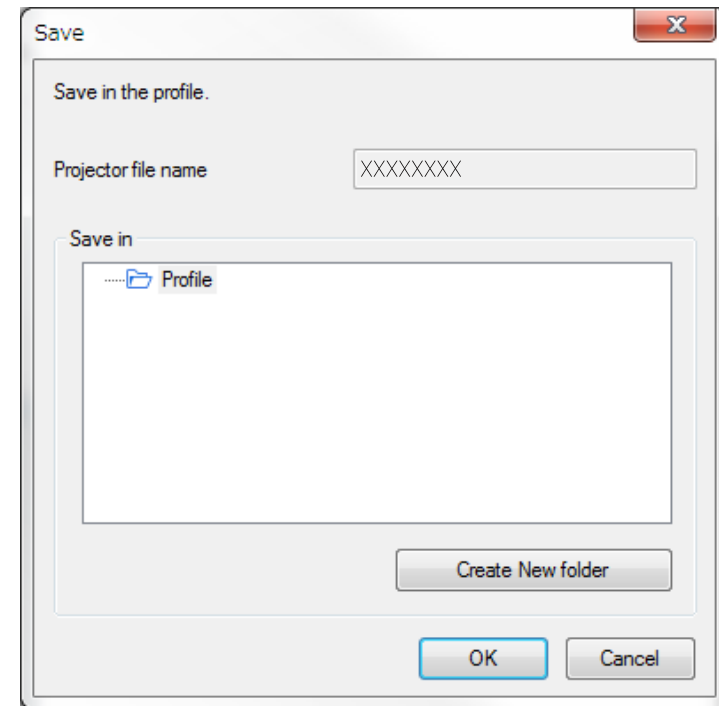 Save
Save in the profile.
Projector file name XXXXXXXX
Save in
Profile
Create New folder
OK Cancel